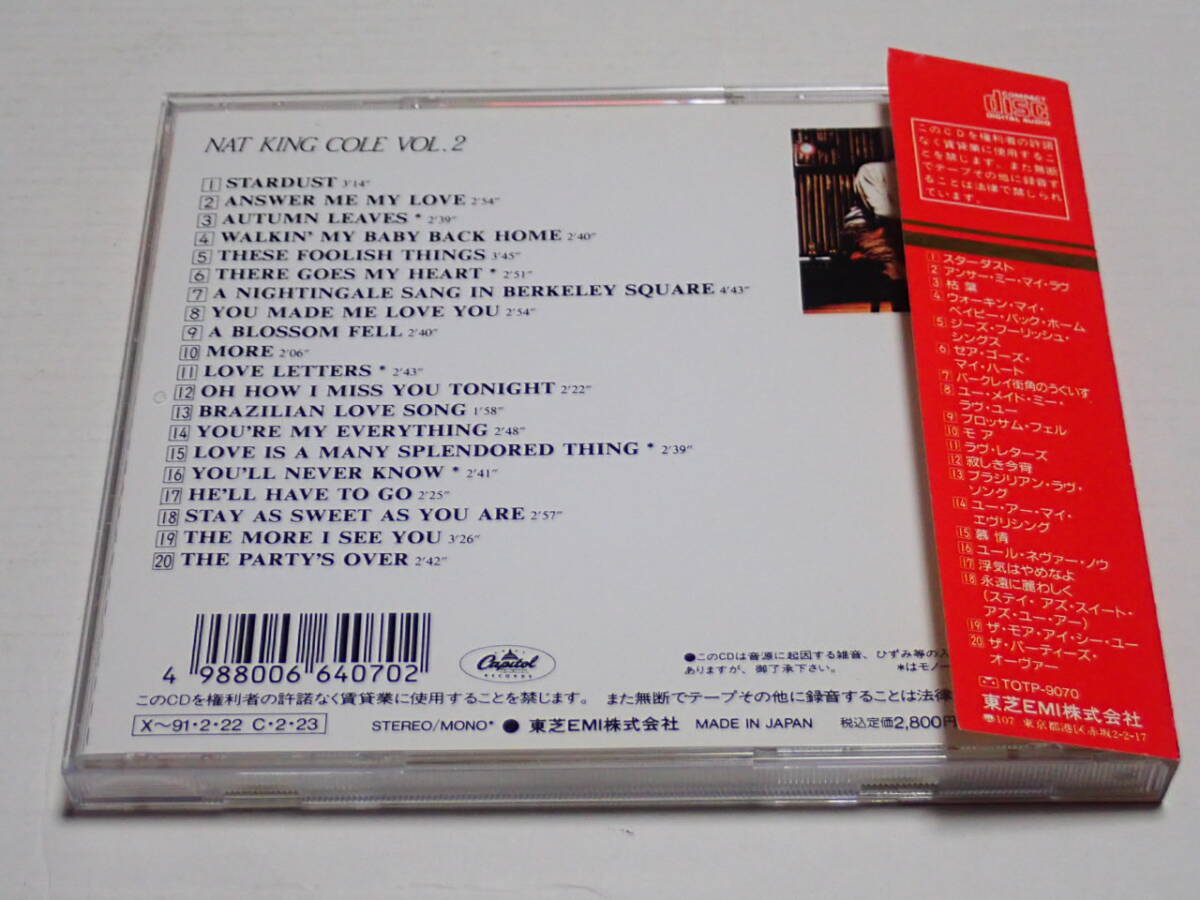 NAT KING COLE VOL.2
1 STARDUST 3'14"
2 ANSWER ME MY LOVE 2'54"
3 AUTUMN LEAVES * 2'39"
4 WALKIN' MY BABY BACK HOME 2'40"
5 THESE FOOLISH THINGS 3'45"
6 THERE GOES MY HEART * 2'51"
7 A NIGHTINGALE SANG IN BERKELEY SQUARE 4'43"
8 YOU MADE ME LOVE YOU 2'54"
9 A BLOSSOM FELL 2'40"
10 MORE 2'06"
11 LOVE LETTERS * 2'43"
12 OH HOW I MISS YOU TONIGHT 2'22"
13 BRAZILIAN LOVE SONG 1'58"
14 YOU'RE MY EVERYTHING 2'48"
15 LOVE IS A MANY SPLENDORED THING * 2'39"
16 YOU'LL NEVER KNOW * 2'41"
17 HE'LL HAVE TO GO 2'25"
18 STAY AS SWEET AS YOU ARE 2'57"
19 THE MORE I SEE YOU 3'26"
20 THE PARTY'S OVER 2'42"
4 988006 640702
Capitol
RECORDS
●このCDは音源に起因する雑音、ひずみ等の入
ありますが、御了承下さい。 *はモノ
このCDを権利者の許諾なく賃貸業に使用することを禁じます。また無断でテープその他に録音することは法律
X〜91・2・22 C・2・23 STEREO/MONO* ● 東芝EMI株式会社 MADE IN JAPAN 税込定価2,800円
COMPACT
disc
DIGITAL AUDIO
このCDを権利者の許諾
なく賃貸業に使用するこ
とを禁じます。また無断
でテープその他に録音す
ることは法律で禁じられ
ています。
1 スターダスト
2 アンサー・ミー・マイ・ラヴ
3 枯葉
4 ウォーキン・マイ・
ベイビー・バック・ホーム
5 ジーズ・フーリッシュ・
シングス
6 ゼア・ゴーズ・
マイ・ハート
7 バークレイ街角のうぐいす
8 ユー・メイド・ミー・
ラヴ・ユー
9 ブロッサム・フェル
10 モア
11 ラヴ・レターズ
12 寂しき今宵
13 ブラジリアン・ラヴ・
ソング
14 ユー・アー・マイ・
エヴリシング
15 慕情
16 ユール・ネヴァー・ノウ
17 浮気はやめなよ
18 永遠に麗わしく
(ステイ・アズ・スイート・
アズ・ユー・アー)
19 ザ・モア・アイ・シー・ユー
20 ザ・パーティーズ・
オーヴァー
TOTP-9070
東芝EMI株式会社
107 東京都港区赤坂2-2-17